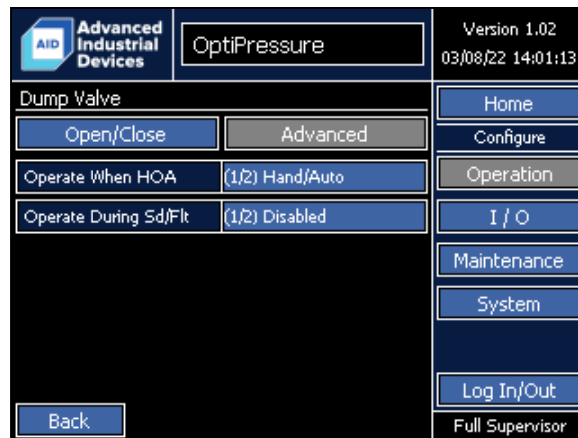 AID
Advanced
Industrial
Devices
OptiPressure
Version 1.02
03/08/22 14:01:13
Dump Valve
Open/Close
Advanced
Operate When HOA
(1/2) Hand/Auto
Operate During Sd/Flt
(1/2) Disabled
Back
Home
Configure
Operation
I / O
Maintenance
System
Log In/Out
Full Supervisor